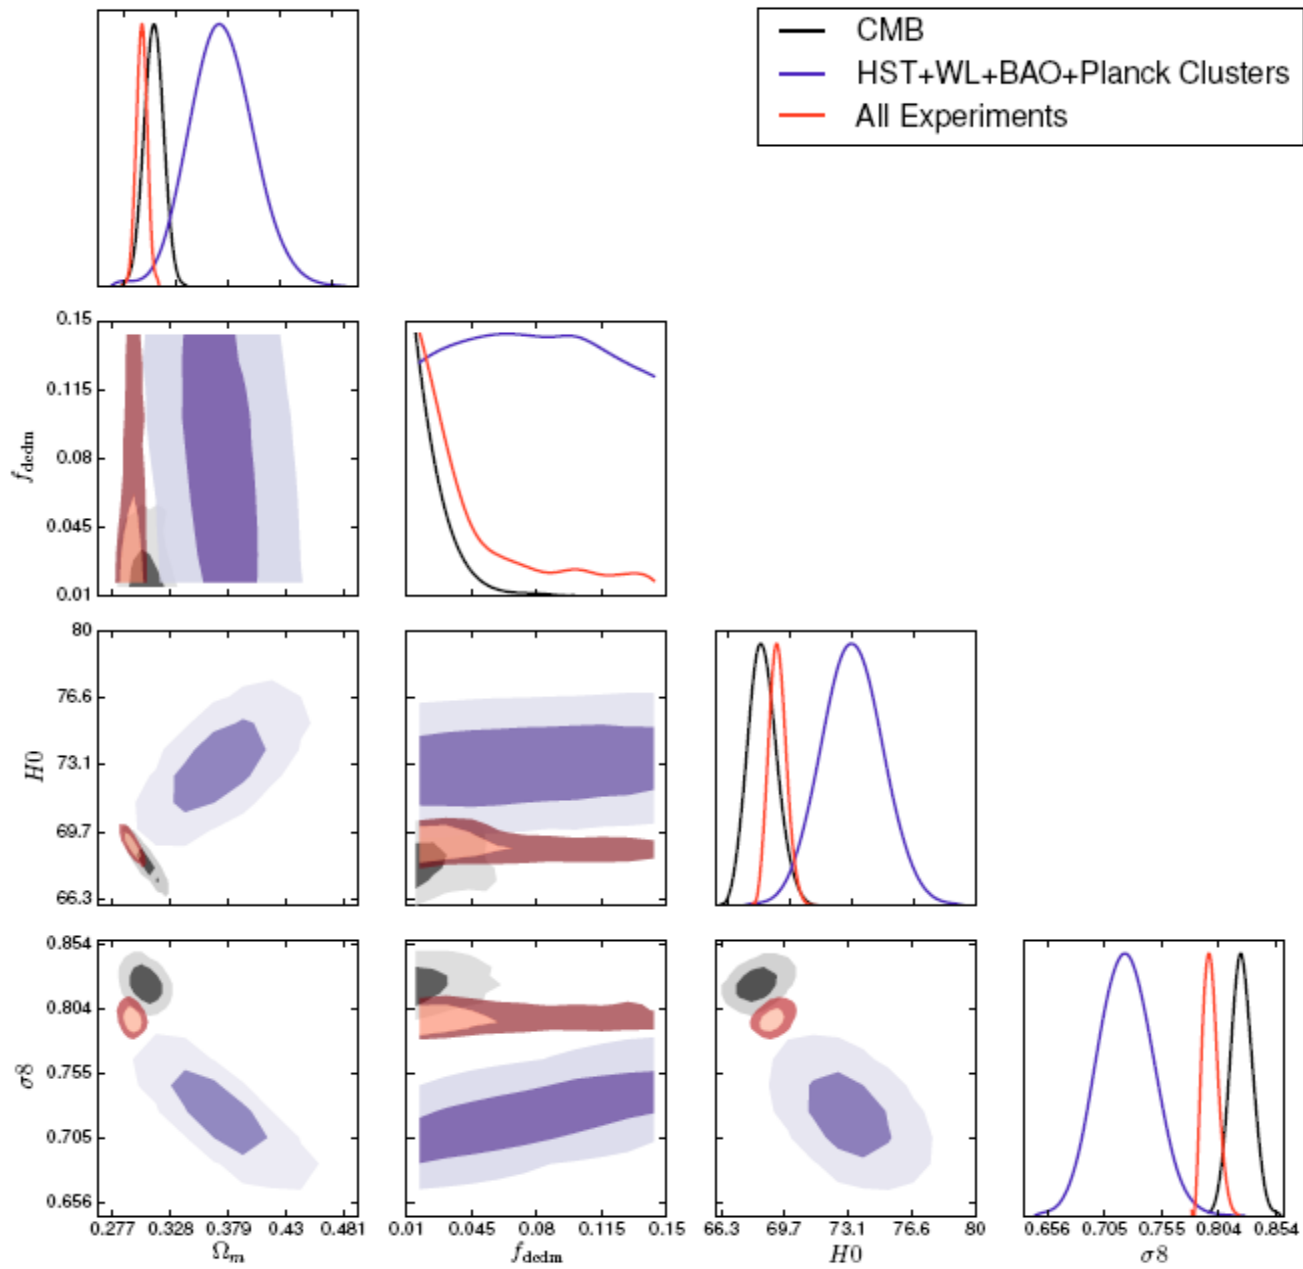 CMB
HST+WL+BAO+Planck Clusters
All Experiments
0.15
0.115
0.08
0.045
0.01
f_dedm
80
76.6
73.1
69.7
66.3
H0
0.854
0.804
0.755
0.705
0.656
σ8
0.277 0.328 0.379 0.43 0.481
Ω_m
0.01 0.045 0.08 0.115 0.15
f_dedm
66.3 69.7 73.1 76.6 80
H0
0.656 0.705 0.755 0.804 0.854
σ8